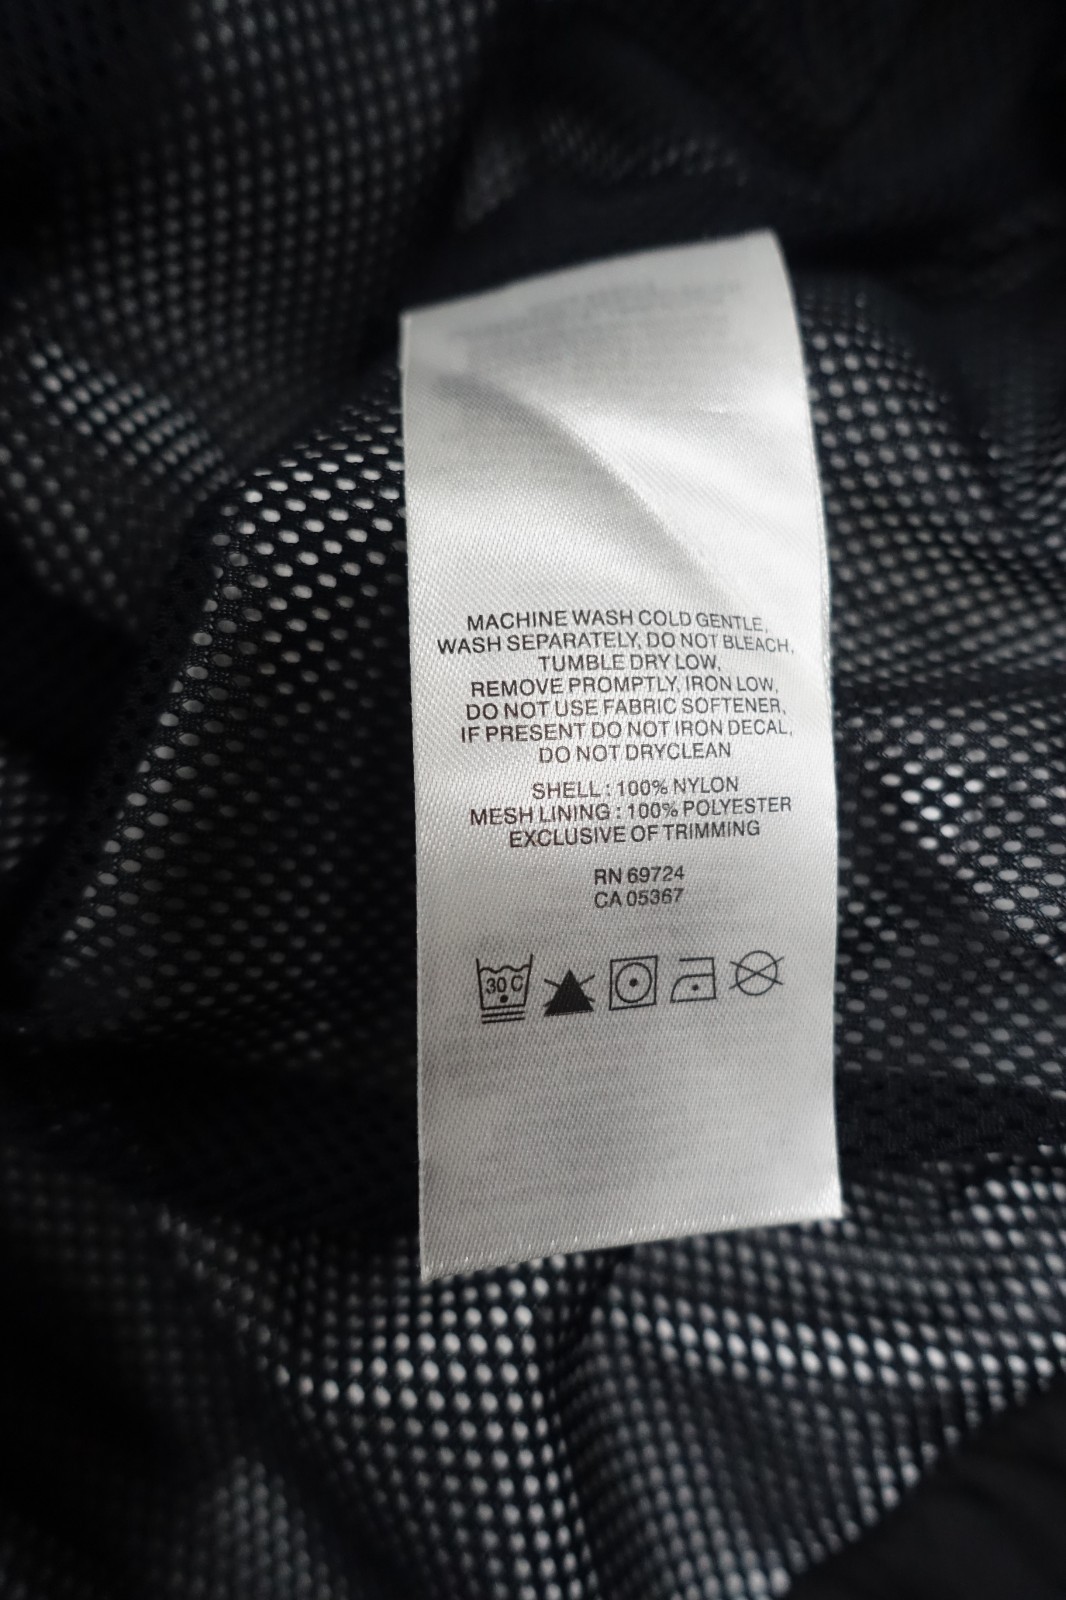 MACHINE WASH COLD GENTLE,
WASH SEPARATELY, DO NOT BLEACH,
TUMBLE DRY LOW,
REMOVE PROMPTLY, IRON LOW,
DO NOT USE FABRIC SOFTENER,
IF PRESENT DO NOT IRON DECAL,
DO NOT DRYCLEAN
SHELL : 100% NYLON
MESH LINING : 100% POLYESTER
EXCLUSIVE OF TRIMMING
RN 69724
CA 05367
30 C